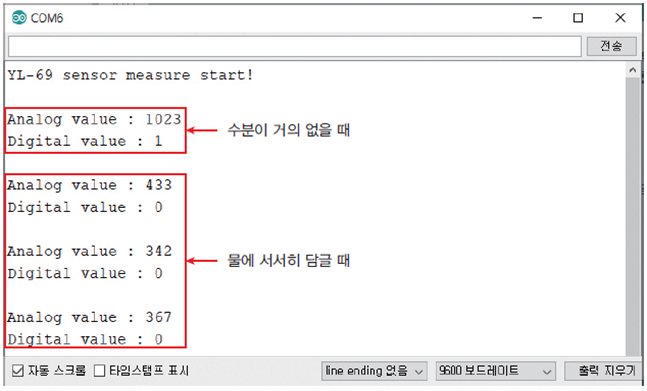 COM6
전송
YL-69 sensor measure start!
Analog value : 1023
Digital value : 1
수분이 거의 없을 때
Analog value : 433
Digital value : 0
Analog value : 342
Digital value : 0
물에 서서히 담글 때
Analog value : 367
Digital value : 0
자동 스크롤 타임스탬프 표시 line ending 없음 9600 보드레이트 출력 지우기